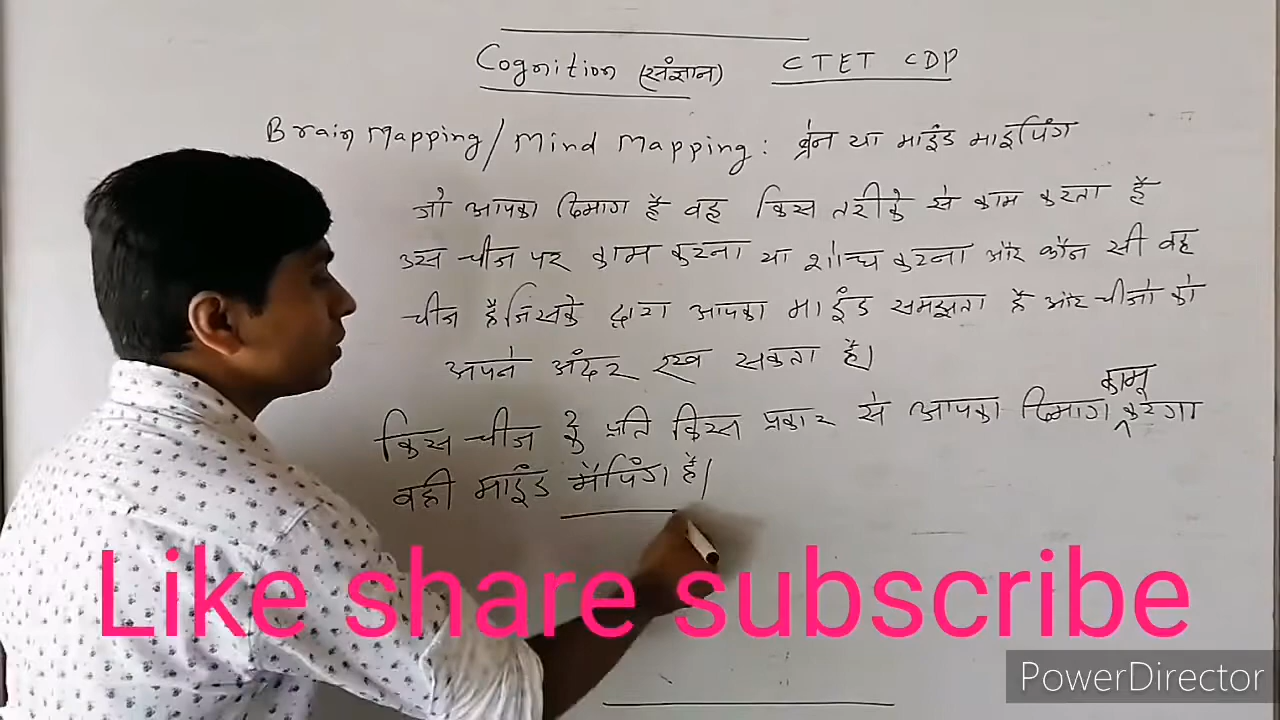 Cognition (संज्ञान) CTET CDP
Brain Mapping/Mind Mapping: ब्रेन या माईंड माइपिंग
जो आपका दिमाग है वह किस तरीके से काम करता है
उस चीज पर काम करना या शोच करना और कौन सी वह
चीज है जिसके द्वारा आपका माईंड समझता है और चीजो को
अपने अंदर रख सकता है।
किस चीज के प्रति किस प्रकार से आपका दिमाग काम करेगा
वही माईंड मैपिंग है।
Like share subscribe
PowerDirector